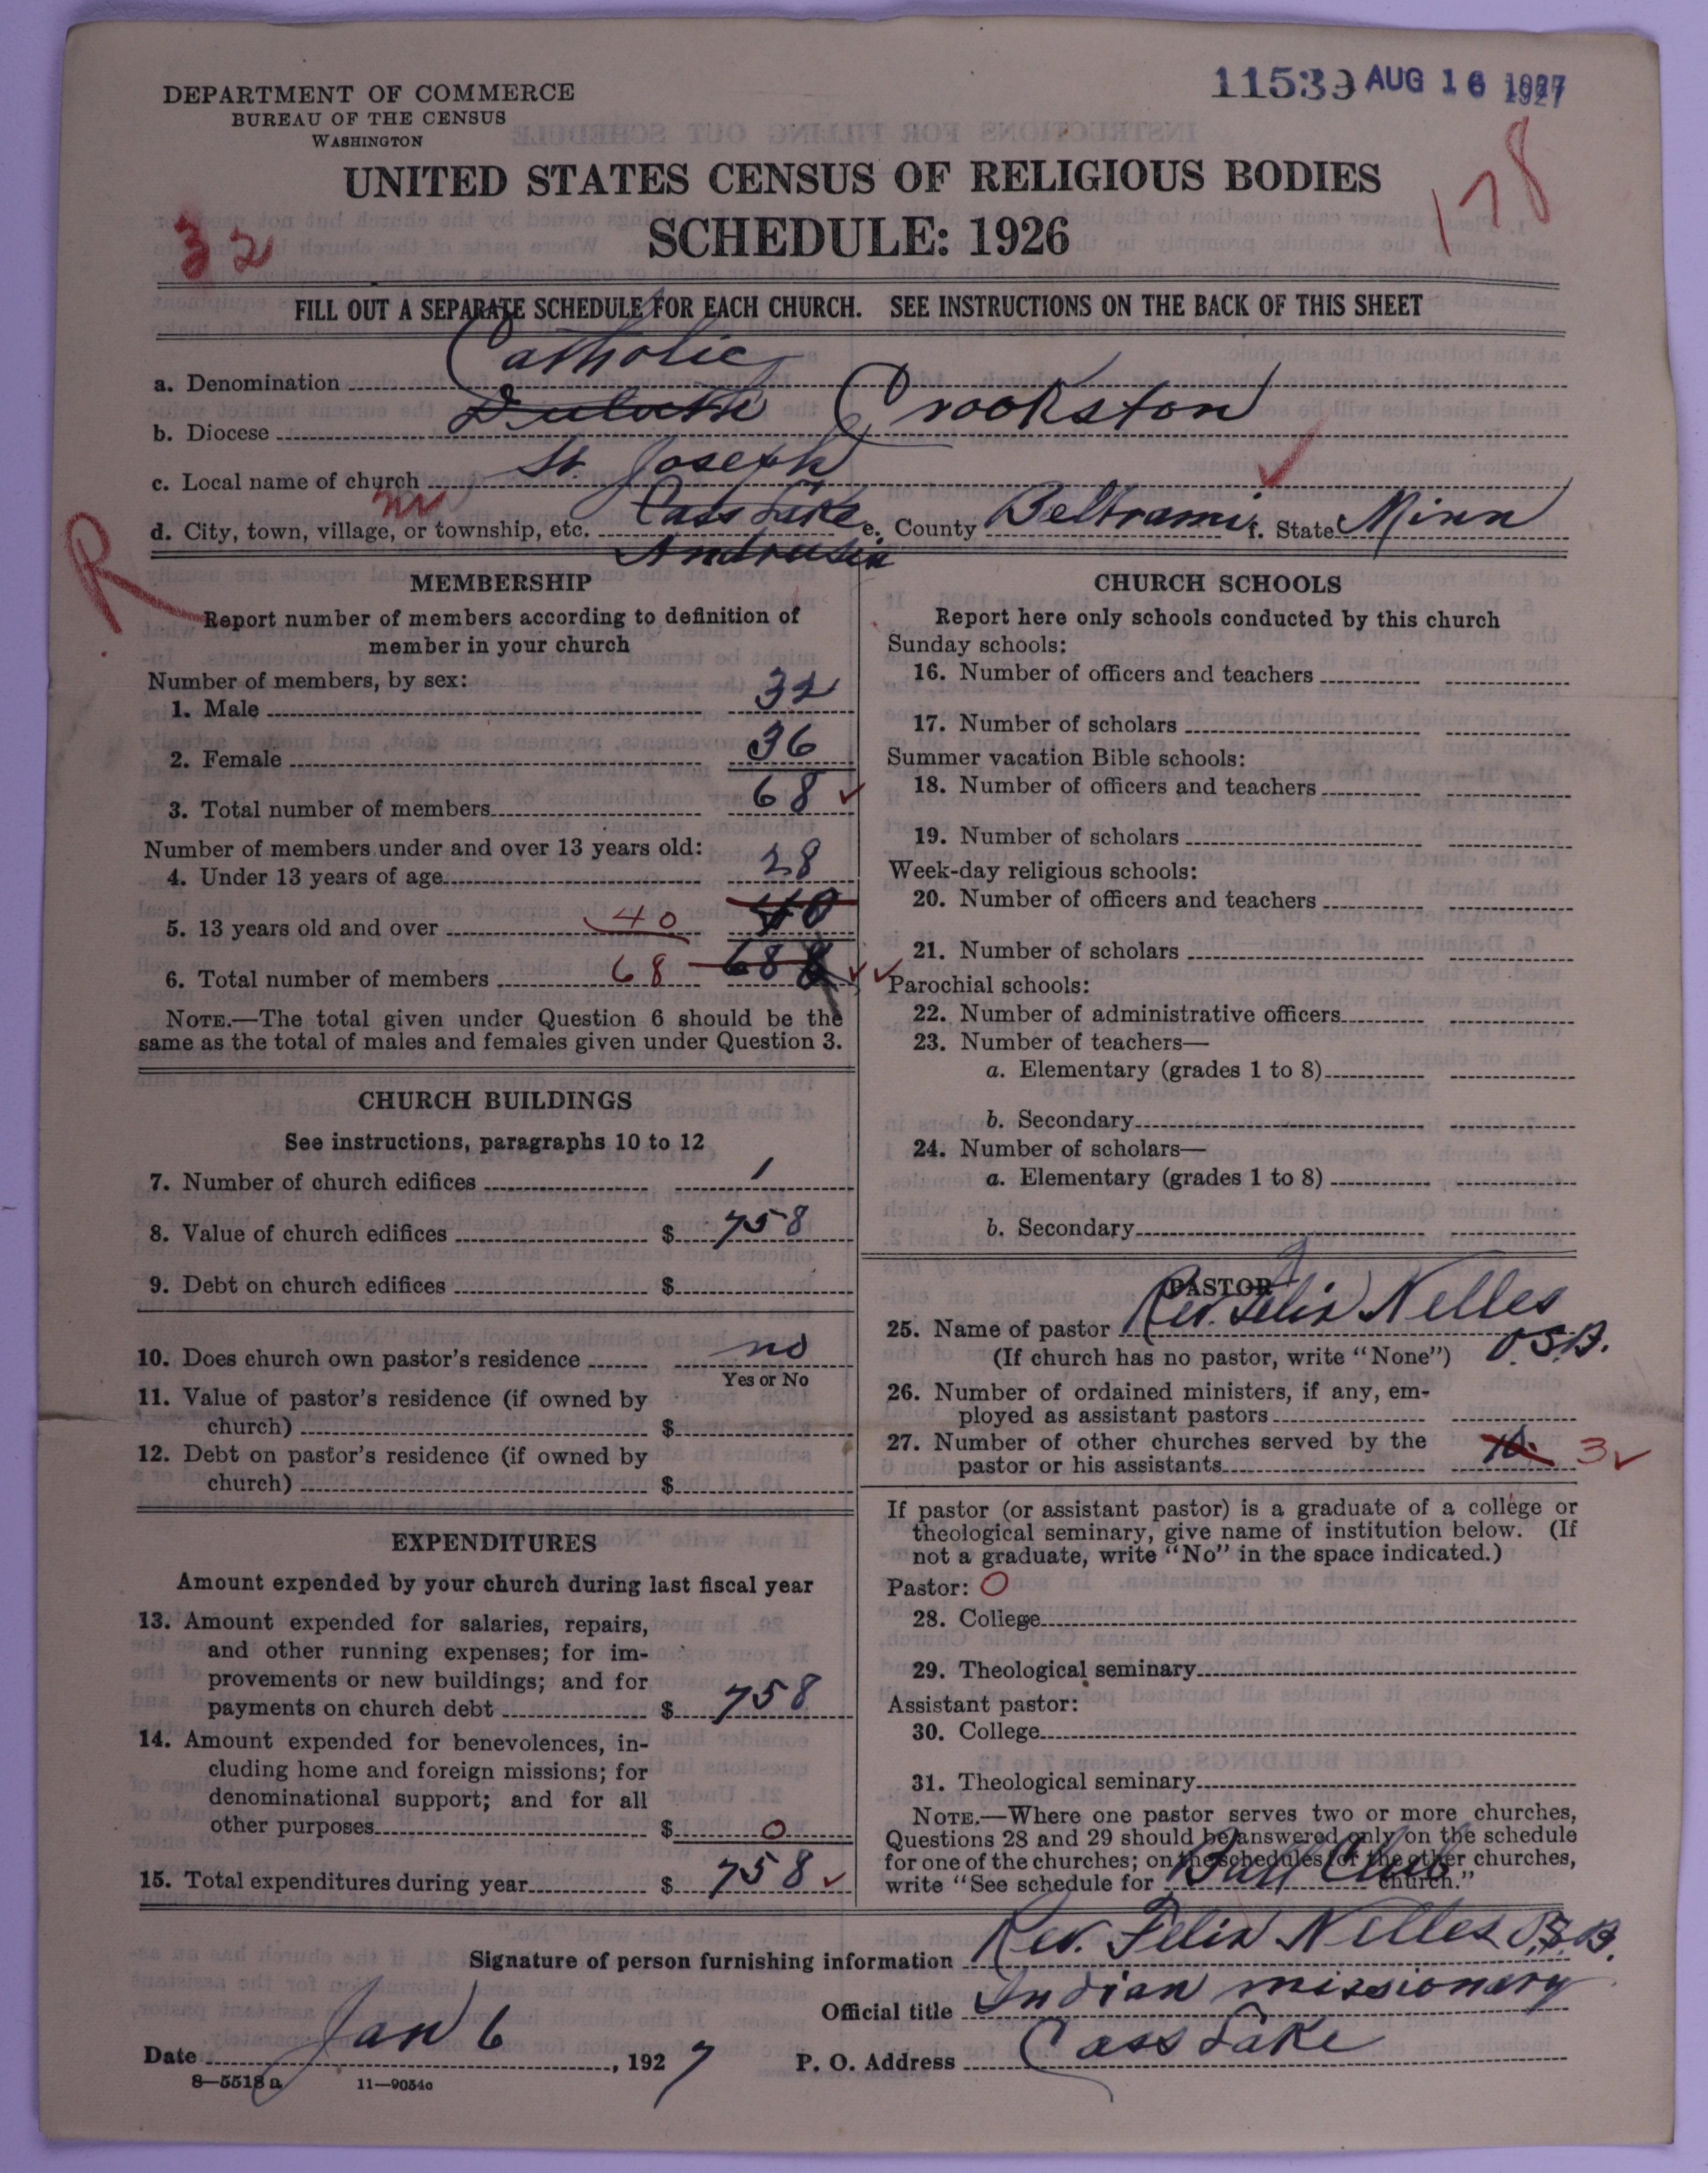 DEPARTMENT OF COMMERCE
BUREAU OF THE CENSUS
WASHINGTON
11539 AUG 16 1927
UNITED STATES CENSUS OF RELIGIOUS BODIES
SCHEDULE: 1926
32
178
FILL OUT A SEPARATE SCHEDULE FOR EACH CHURCH. SEE INSTRUCTIONS ON THE BACK OF THIS SHEET
a. Denomination Catholic
b. Diocese Duluth Crookston
c. Local name of church St. Joseph
d. City, town, village, or township, etc. Cass Lake e. County Beltrami f. State Minn
Andrusia
R
MEMBERSHIP
Report number of members according to definition of
member in your church
Number of members, by sex:
1. Male 32
2. Female 36
3. Total number of members 68
Number of members under and over 13 years old:
4. Under 13 years of age 28
5. 13 years old and over 40 40
6. Total number of members 68 68
NOTE.—The total given under Question 6 should be the
same as the total of males and females given under Question 3.
CHURCH BUILDINGS
See instructions, paragraphs 10 to 12
7. Number of church edifices 1
8. Value of church edifices $ 758
9. Debt on church edifices $
10. Does church own pastor's residence no
Yes or No
11. Value of pastor's residence (if owned by
church) $
12. Debt on pastor's residence (if owned by
church) $
EXPENDITURES
Amount expended by your church during last fiscal year
13. Amount expended for salaries, repairs,
and other running expenses; for im-
provements or new buildings; and for
payments on church debt $ 758
14. Amount expended for benevolences, in-
cluding home and foreign missions; for
denominational support; and for all
other purposes $ 0
15. Total expenditures during year $ 758
CHURCH SCHOOLS
Report here only schools conducted by this church
Sunday schools:
16. Number of officers and teachers
17. Number of scholars
Summer vacation Bible schools:
18. Number of officers and teachers
19. Number of scholars
Week-day religious schools:
20. Number of officers and teachers
21. Number of scholars
Parochial schools:
22. Number of administrative officers
23. Number of teachers—
a. Elementary (grades 1 to 8)
b. Secondary
24. Number of scholars—
a. Elementary (grades 1 to 8)
b. Secondary
PASTOR
25. Name of pastor Rev. Felix Nelles
(If church has no pastor, write "None") O.S.B.
26. Number of ordained ministers, if any, em-
ployed as assistant pastors
27. Number of other churches served by the
pastor or his assistants 3
If pastor (or assistant pastor) is a graduate of a college or
theological seminary, give name of institution below. (If
not a graduate, write "No" in the space indicated.)
Pastor: O
28. College
29. Theological seminary
Assistant pastor:
30. College
31. Theological seminary
NOTE.—Where one pastor serves two or more churches,
Questions 28 and 29 should be answered only on the schedule
for one of the churches; on the schedules for the other churches,
write "See schedule for Ball Club church."
Signature of person furnishing information Rev. Felix Nelles O.S.B.
Official title Indian missionary
Date Jan 6, 1927 P. O. Address Cass Lake
8—5518a 11—9054c